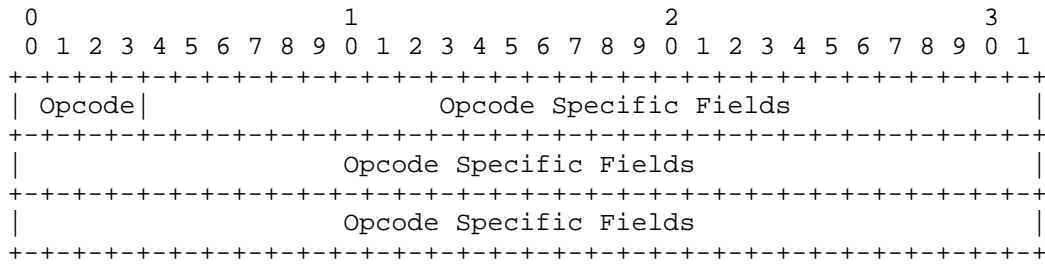 0                   1                   2                   3
 0 1 2 3 4 5 6 7 8 9 0 1 2 3 4 5 6 7 8 9 0 1 2 3 4 5 6 7 8 9 0 1
+-+-+-+-+-+-+-+-+-+-+-+-+-+-+-+-+-+-+-+-+-+-+-+-+-+-+-+-+-+-+-+-+
| Opcode|                  Opcode Specific Fields               |
+-+-+-+-+-+-+-+-+-+-+-+-+-+-+-+-+-+-+-+-+-+-+-+-+-+-+-+-+-+-+-+-+
|                    Opcode Specific Fields                     |
+-+-+-+-+-+-+-+-+-+-+-+-+-+-+-+-+-+-+-+-+-+-+-+-+-+-+-+-+-+-+-+-+
|                    Opcode Specific Fields                     |
+-+-+-+-+-+-+-+-+-+-+-+-+-+-+-+-+-+-+-+-+-+-+-+-+-+-+-+-+-+-+-+-+